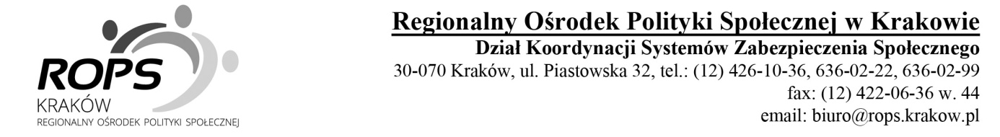 ROPS
KRAKÓW
REGIONALNY OŚRODEK POLITYKI SPOŁECZNEJ
Regionalny Ośrodek Polityki Społecznej w Krakowie
Dział Koordynacji Systemów Zabezpieczenia Społecznego
30-070 Kraków, ul. Piastowska 32, tel.: (12) 426-10-36, 636-02-22, 636-02-99
fax: (12) 422-06-36 w. 44
email: biuro@rops.krakow.pl